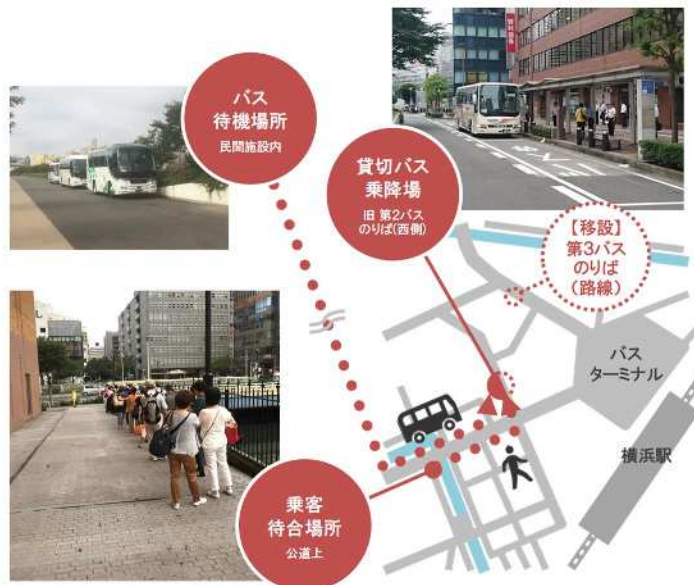 バス
待機場所
民間施設内
貸切バス
乗降場
旧 第2バス
のりば(西側)
【移設】
第3バス
のりば
(路線)
バス
ターミナル
横浜駅
乗客
待合場所
公道上